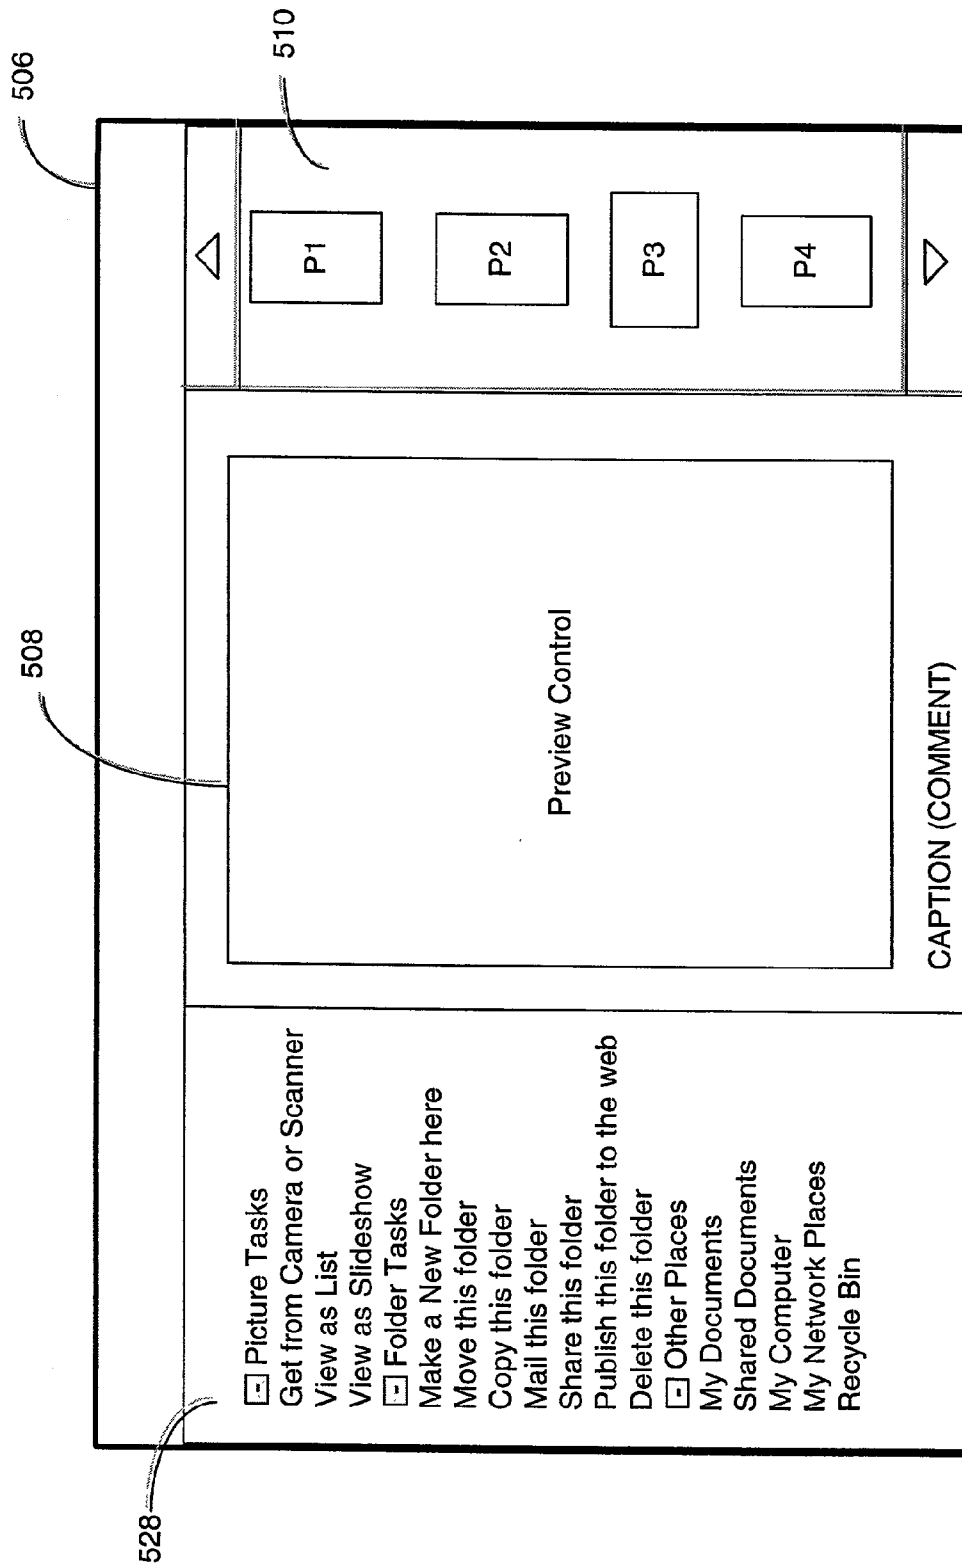 506
508
510
528
[-] Picture Tasks
Get from Camera or Scanner
View as List
View as Slideshow
[-] Folder Tasks
Make a New Folder here
Move this folder
Copy this folder
Mail this folder
Share this folder
Publish this folder to the web
Delete this folder
[-] Other Places
My Documents
Shared Documents
My Computer
My Network Places
Recycle Bin
Preview Control
CAPTION (COMMENT)
P1
P2
P3
P4